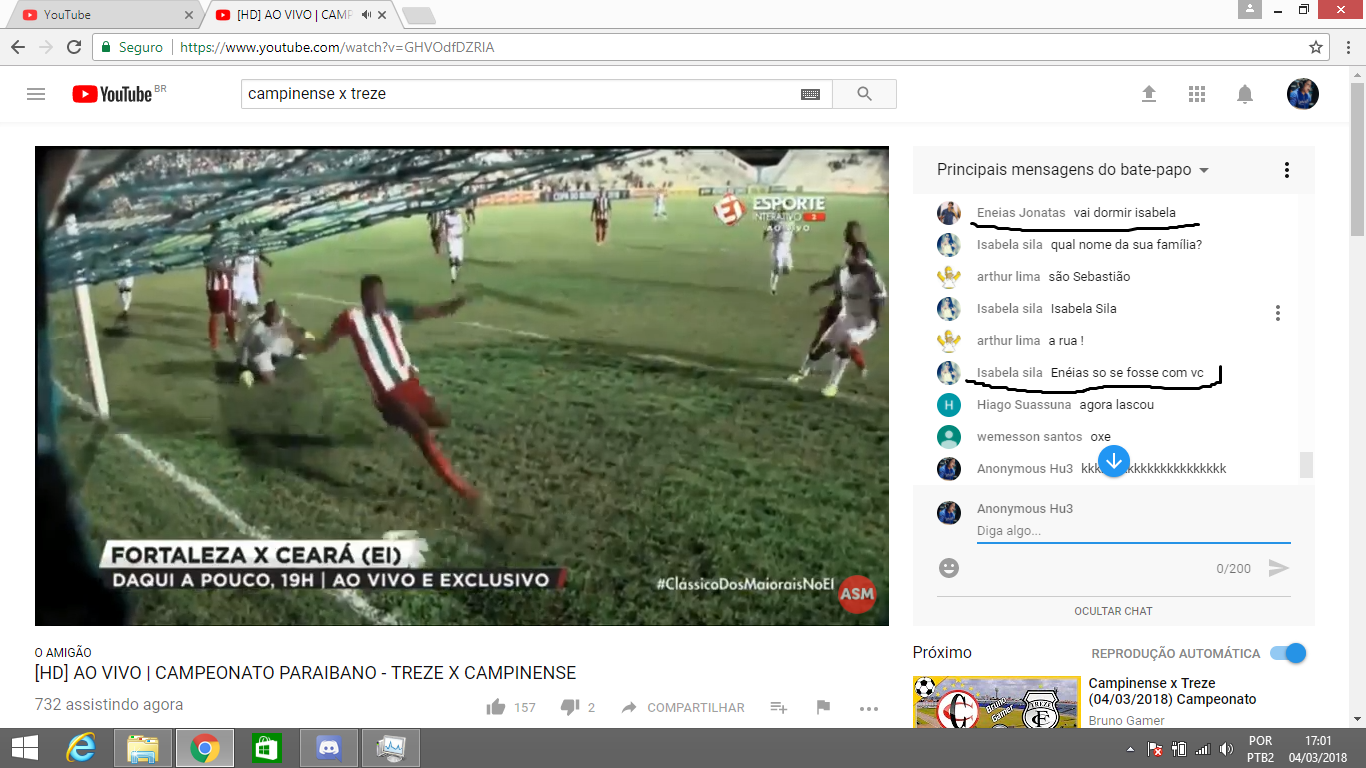 YouTube
[HD] AO VIVO | CAMP
Seguro
https://www.youtube.com/watch?v=GHVOdfDZRIA
YouTube BR
campinense x treze
ESPORTE
INTERATIVO 3
AO VIVO
FORTALEZA X CEARÁ (EI)
DAQUI A POUCO, 19H | AO VIVO E EXCLUSIVO
#ClássicoDosMaioraisNoEI
ASM
O AMIGÃO
[HD] AO VIVO | CAMPEONATO PARAIBANO - TREZE X CAMPINENSE
732 assistindo agora
157
2
COMPARTILHAR
Principais mensagens do bate-papo
Eneias Jonatas vai dormir isabela
Isabela sila qual nome da sua família?
arthur lima são Sebastião
Isabela sila Isabela Sila
arthur lima a rua !
Isabela sila Enéias so se fosse com vc
H
Hiago Suassuna agora lascou
wemesson santos oxe
Anonymous Hu3
Anonymous Hu3
Diga algo...
0/200
OCULTAR CHAT
Próximo
REPRODUÇÃO AUTOMÁTICA
Bruno Gamer
TREZE
Campinense x Treze
(04/03/2018) Campeonato
Bruno Gamer
POR
PTB2
17:01
04/03/2018